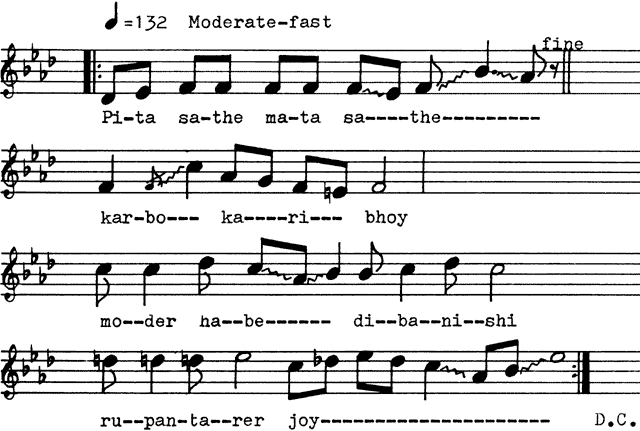 ♩=132 Moderate-fast
fine
Pi-ta sa-the ma-ta sa----the---------
kar-bo--- ka----ri--- bhoy
mo--der ha--be------ di--ba--ni--shi
ru--pan-ta--rer joy--------------------- D.C.